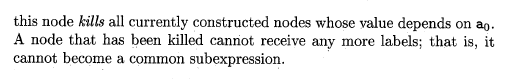 this node kills all currently constructed nodes whose value depends on a₀.
A node that has been killed cannot receive any more labels; that is, it
cannot become a common subexpression.